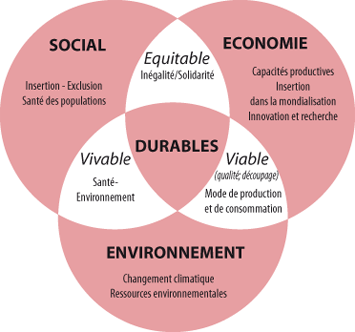 SOCIAL
ECONOMIE
Equitable
Inégalité/Solidarité
Insertion - Exclusion
Santé des populations
Capacités productives
Insertion
dans la mondialisation
Innovation et recherche
DURABLES
Vivable
Santé-
Environnement
Viable
(qualité; découpage)
Mode de production
et de consommation
ENVIRONNEMENT
Changement climatique
Ressources environnementales